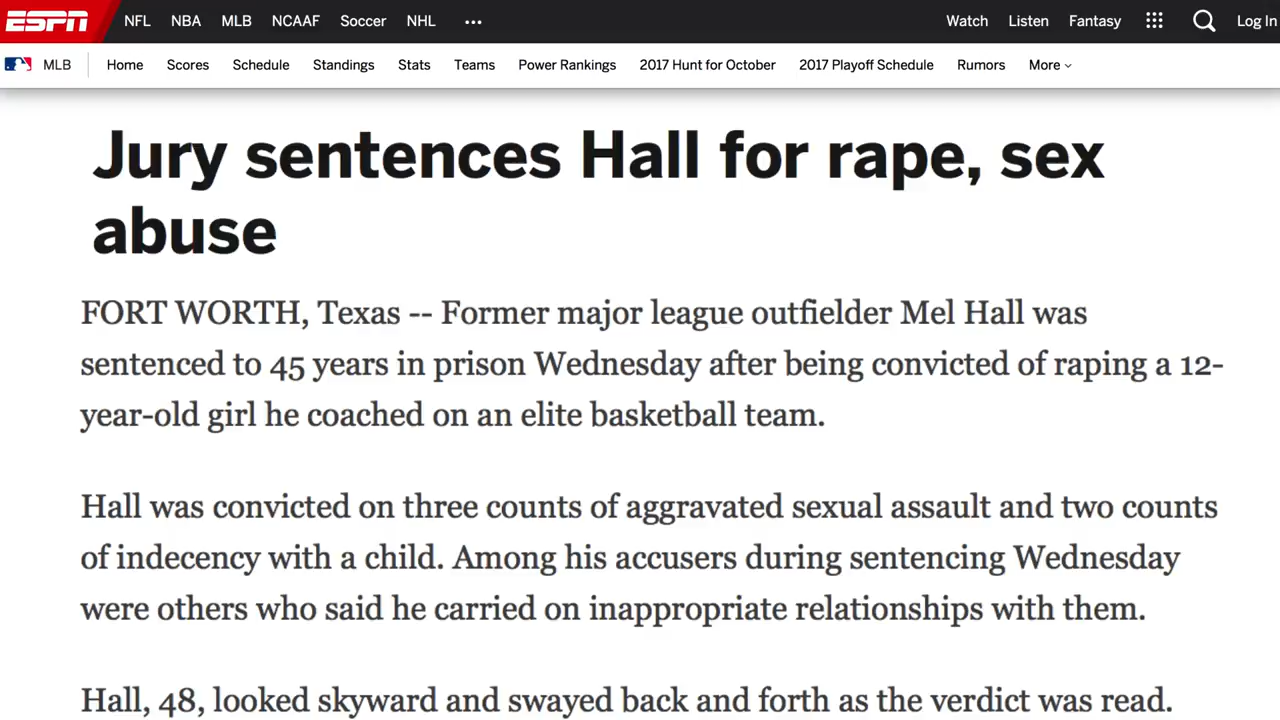 ESPN NFL NBA MLB NCAAF Soccer NHL ••• Watch Listen Fantasy Log In
MLB Home Scores Schedule Standings Stats Teams Power Rankings 2017 Hunt for October 2017 Playoff Schedule Rumors More
Jury sentences Hall for rape, sex
abuse
FORT WORTH, Texas -- Former major league outfielder Mel Hall was
sentenced to 45 years in prison Wednesday after being convicted of raping a 12-
year-old girl he coached on an elite basketball team.
Hall was convicted on three counts of aggravated sexual assault and two counts
of indecency with a child. Among his accusers during sentencing Wednesday
were others who said he carried on inappropriate relationships with them.
Hall, 48, looked skyward and swayed back and forth as the verdict was read.